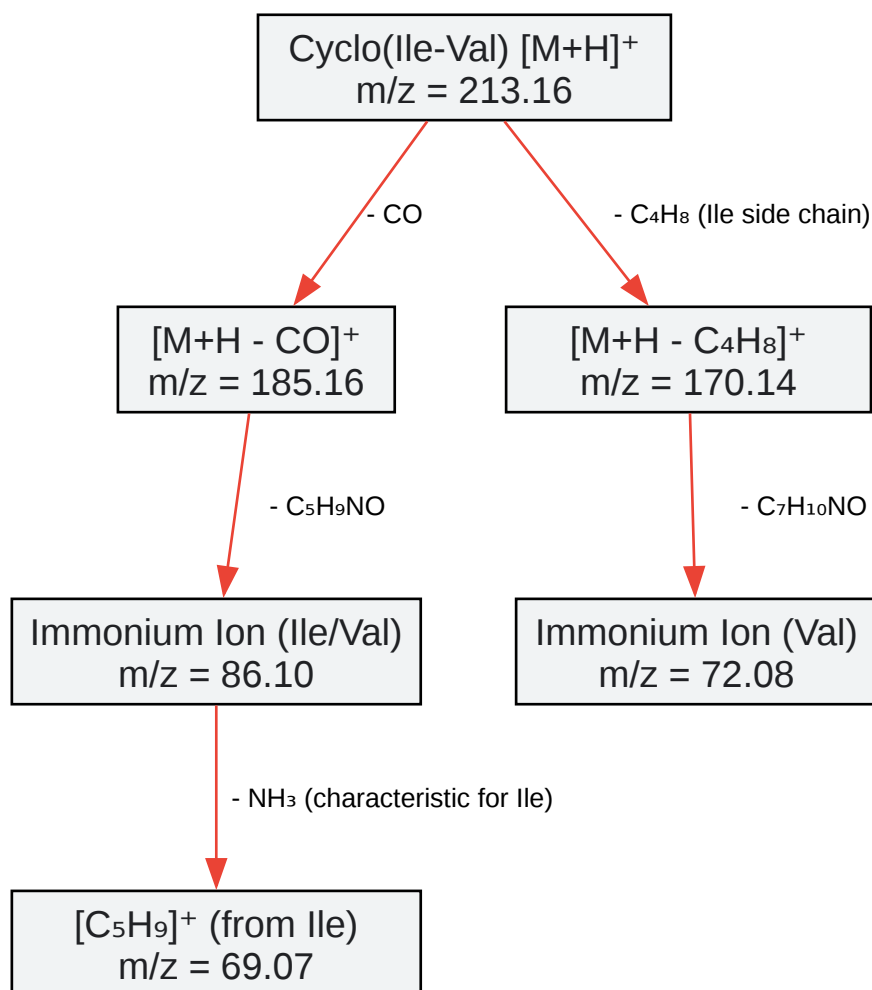 Cyclo(Ile-Val) [M+H]⁺
m/z = 213.16
- CO
- C₄H₈ (Ile side chain)
[M+H - CO]⁺
m/z = 185.16
[M+H - C₄H₈]⁺
m/z = 170.14
- C₅H₉NO
- C₇H₁₀NO
Immonium Ion (Ile/Val)
m/z = 86.10
Immonium Ion (Val)
m/z = 72.08
- NH₃ (characteristic for Ile)
[C₅H₉]⁺ (from Ile)
m/z = 69.07